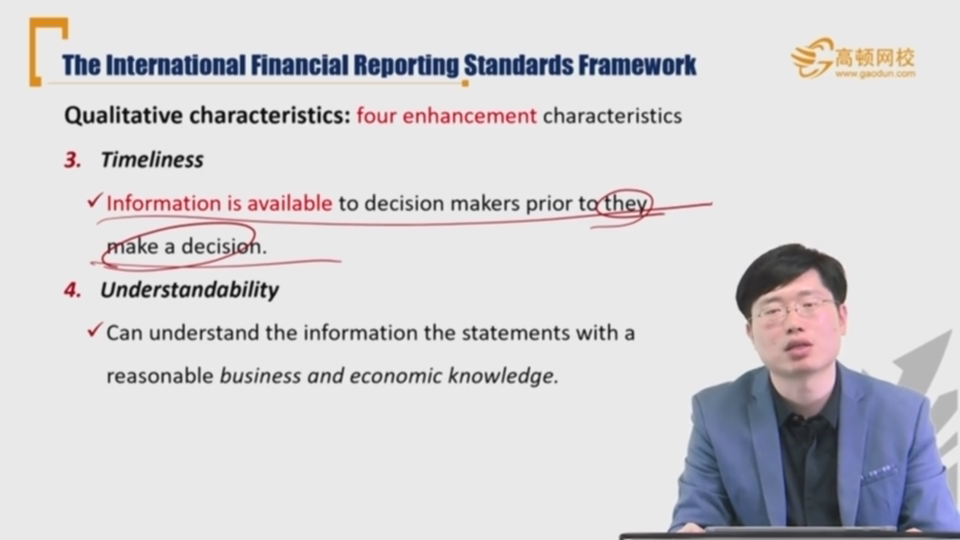 The International Financial Reporting Standards Framework
高顿网校
www.gaodun.com
Qualitative characteristics: four enhancement characteristics
3. Timeliness
✓Information is available to decision makers prior to they
make a decision.
4. Understandability
✓Can understand the information the statements with a
reasonable business and economic knowledge.